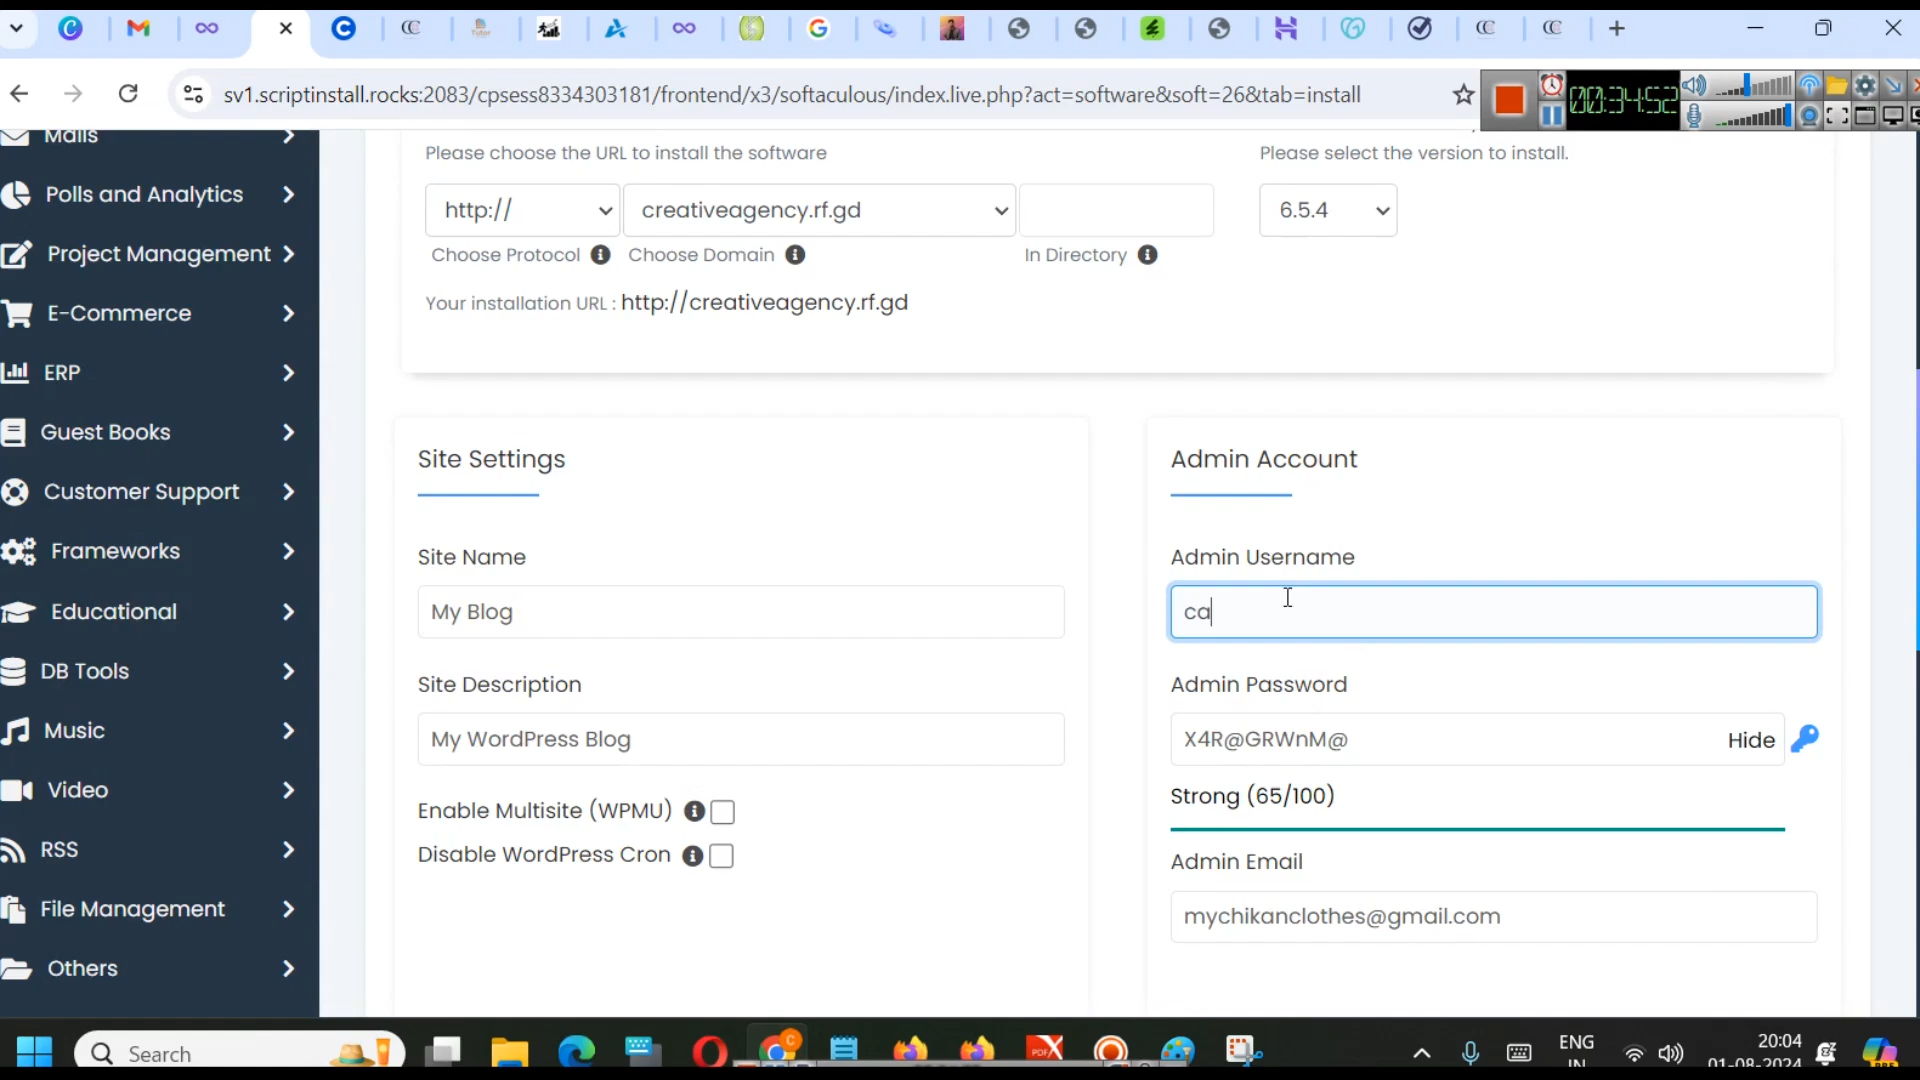 sv1.scriptinstall.rocks:2083/cpsess8334303181/frontend/x3/softaculous/index.live.php?act=software&soft=26&tab=install
00:34:52
Mails
Polls and Analytics
Project Management
E-Commerce
ERP
Guest Books
Customer Support
Frameworks
Educational
DB Tools
Music
Video
RSS
File Management
Others
Please choose the URL to install the software
Please select the version to install.
http://
creativeagency.rf.gd
6.5.4
Choose Protocol
Choose Domain
In Directory
Your installation URL : http://creativeagency.rf.gd
Site Settings
Site Name
My Blog
Site Description
My WordPress Blog
Enable Multisite (WPMU)
Disable WordPress Cron
Admin Account
Admin Username
ca
Admin Password
X4R@GRWnM@
Hide
Strong (65/100)
Admin Email
mychikanclothes@gmail.com
Search
ENG
IN
20:04
01-08-2024